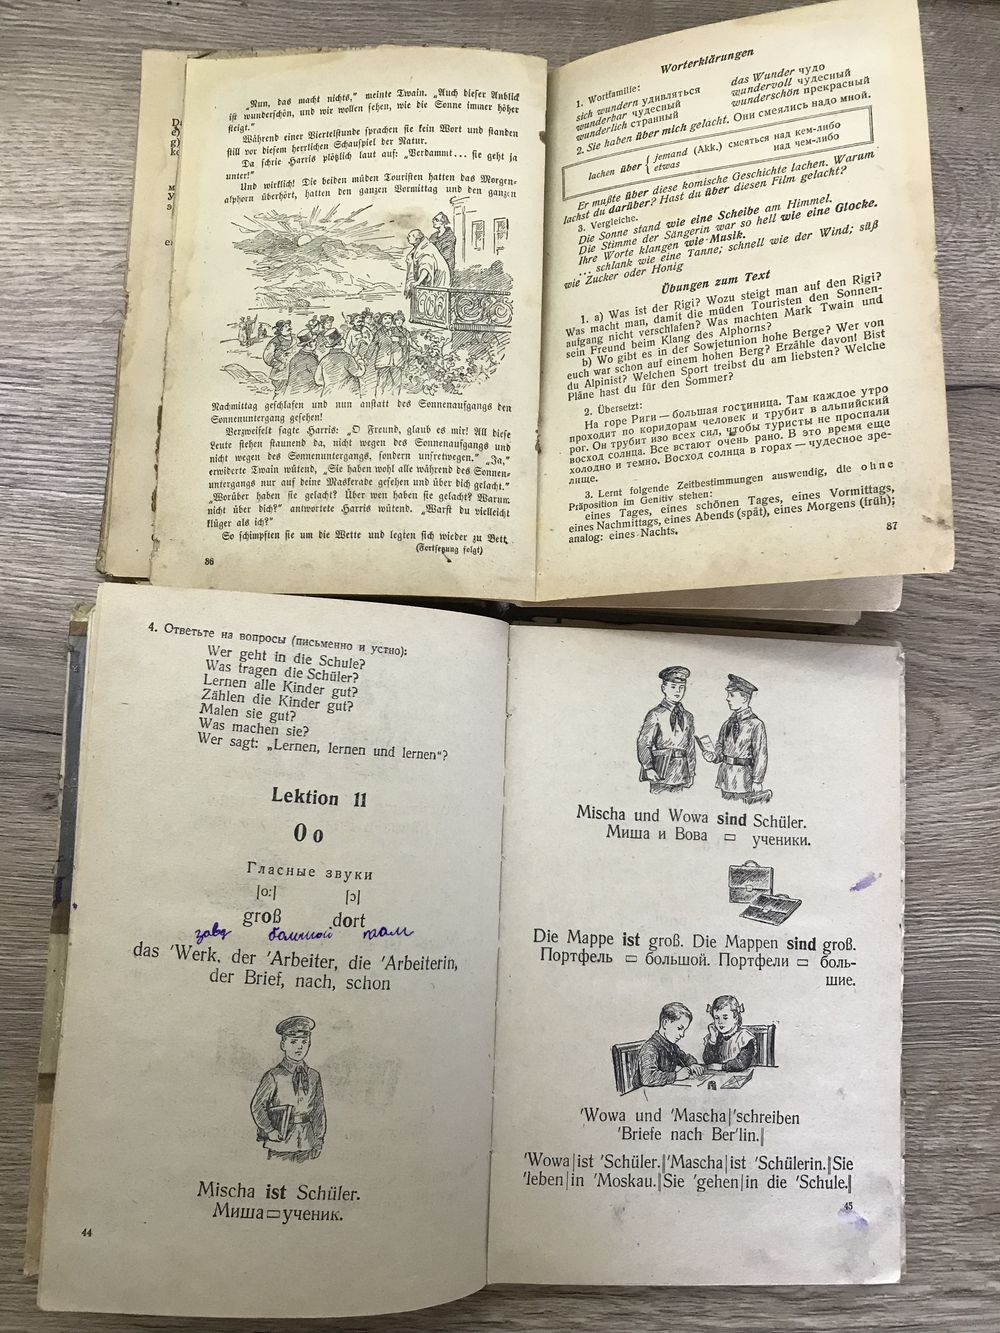 „Nun, das macht nichts,“ meinte Twain. „Auch dieser Anblick
ist wunderschön, und wir wollen sehen, wie die Sonne immer höher
steigt.“
Während einer Viertelstunde sprachen sie kein Wort und standen
still vor diesem herrlichen Schauspiel der Natur.
Da schrie Harris plötzlich laut auf: „Verdammt... sie geht ja
unter!“
Und wirklich! Die beiden müden Touristen hatten das Morgen-
alphorn überhört, hatten den ganzen Vormittag und den ganzen
Nachmittag geschlafen und nun anstatt des Sonnenaufgangs den
Sonnenuntergang gesehen!
Verzweifelt sagte Harris: „O Freund, glaub es mir! All diese
Leute stehen staunend da, nicht wegen des Sonnenaufgangs und
nicht wegen des Sonnenuntergangs, sondern unsretwegen.“ „Ja,“
erwiderte Twain wütend, „Sie haben wohl alle während des Sonnen-
untergangs nur auf deine Maskerade gesehen und über dich gelacht.“
„Worüber haben sie gelacht? Über wen haben sie gelacht? Warum
nicht über dich?“ antwortete Harris wütend. „Warst du vielleicht
klüger als ich?“
So schimpften sie um die Wette und legten sich wieder zu Bett.
(Fortsetzung folgt)
86
Worterklärungen
1. Wortfamilie:
sich wundern удивляться das Wunder чудо
wunderbar чудесный wundervoll чудесный
wunderlich странный wunderschön прекрасный
2. Sie haben über mich gelacht. Они смеялись надо мной.
lachen über { jemand (Akk.) смеяться над кем-либо
etwas над чем-либо
Er mußte über diese komische Geschichte lachen. Warum
lachst du darüber? Hast du über diesen Film gelacht?
3. Vergleiche.
Die Sonne stand wie eine Scheibe am Himmel.
Die Stimme der Sängerin war so hell wie eine Glocke.
Ihre Worte klangen wie Musik.
... schlank wie eine Tanne; schnell wie der Wind; süß
wie Zucker oder Honig
Übungen zum Text
1. a) Was ist der Rigi? Wozu steigt man auf den Rigi?
Was macht man, damit die müden Touristen den Sonnen-
aufgang nicht verschlafen? Was machten Mark Twain und
sein Freund beim Klang des Alphorns?
b) Wo gibt es in der Sowjetunion hohe Berge? Wer von
euch war schon auf einem hohen Berg? Erzähle davon! Bist
du Alpinist? Welchen Sport treibst du am liebsten? Welche
Pläne hast du für den Sommer?
2. Übersetzt:
На горе Риги — большая гостиница. Там каждое утро
проходит по коридорам человек и трубит в альпийский
рог. Он трубит изо всех сил, чтобы туристы не проспали
восход солнца. Все встают очень рано. В это время еще
холодно и темно. Восход солнца в горах — чудесное зре-
лище.
3. Lernt folgende Zeitbestimmungen auswendig, die ohne
Präposition im Genitiv stehen:
eines Tages, eines schönen Tages, eines Vormittags,
eines Nachmittags, eines Abends (spät), eines Morgens (früh);
analog: eines Nachts.
87
4. Ответьте на вопросы (письменно и устно):
Wer geht in die Schule?
Was tragen die Schüler?
Lernen alle Kinder gut?
Zählen die Kinder gut?
Malen sie gut?
Was machen sie?
Wer sagt: „Lernen, lernen und lernen“?
Lektion 11
O o
Гласные звуки
|o:| |ɔ|
groß dort
завод большой там
das 'Werk, der 'Arbeiter, die 'Arbeiterin,
der Brief, nach, schon
Mischa ist Schüler.
Миша ▭ ученик.
44
Mischa und Wowa sind Schüler.
Миша и Вова ▭ ученики.
Die Mappe ist groß. Die Mappen sind groß.
Портфель ▭ большой. Портфели ▭ боль-
шие.
'Wowa und 'Mascha|'schreiben
'Briefe nach Ber'lin.‖
'Wowa|ist 'Schüler.‖'Mascha|ist 'Schülerin.‖Sie
'leben|in 'Moskau.‖Sie 'gehen|in die 'Schule.‖
45